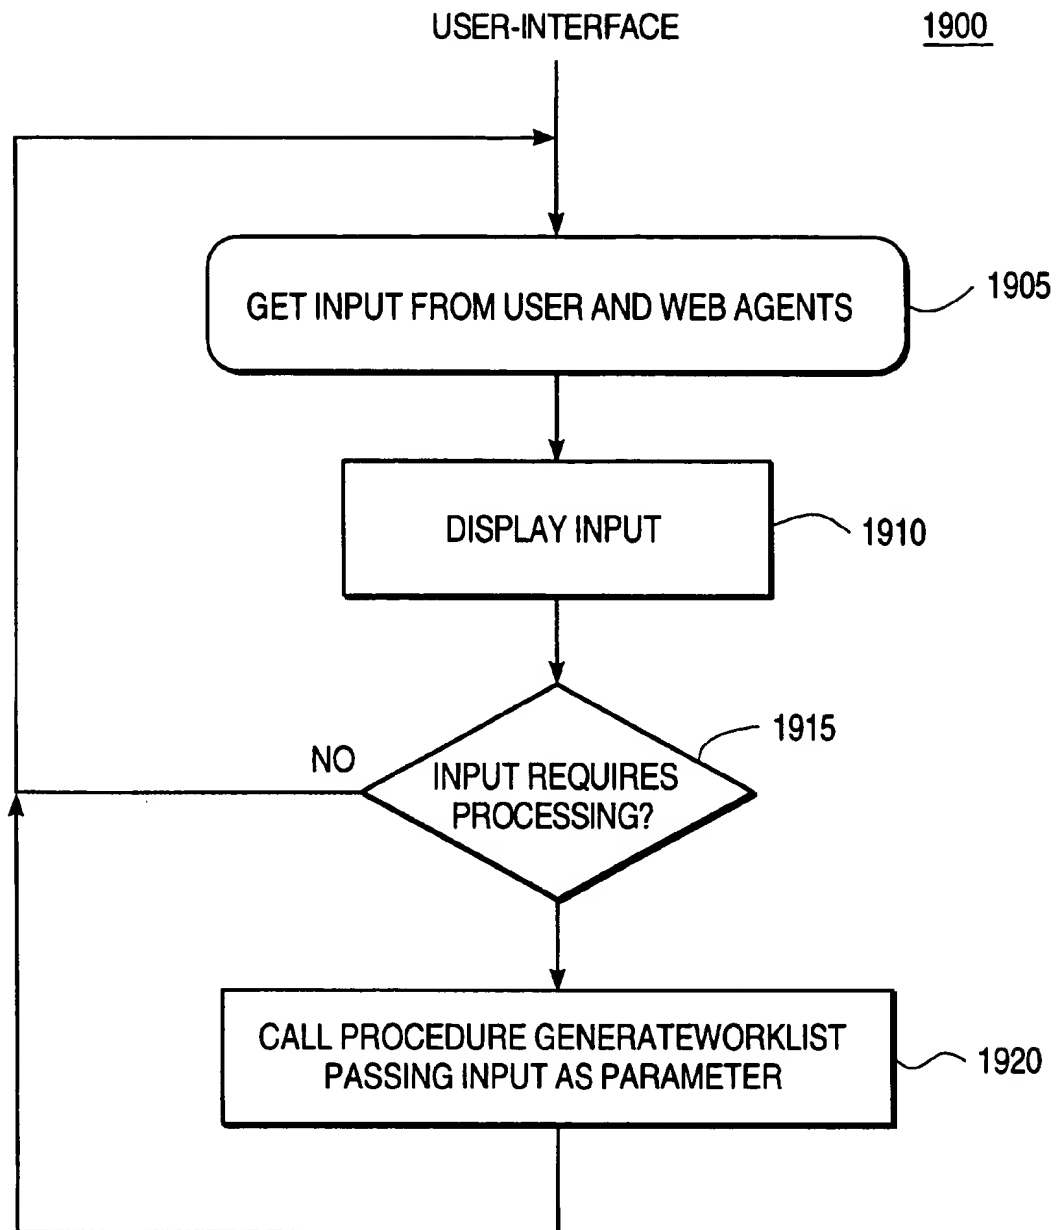 USER-INTERFACE
1900
GET INPUT FROM USER AND WEB AGENTS
1905
DISPLAY INPUT
1910
1915
NO
INPUT REQUIRES
PROCESSING?
CALL PROCEDURE GENERATEWORKLIST
PASSING INPUT AS PARAMETER
1920